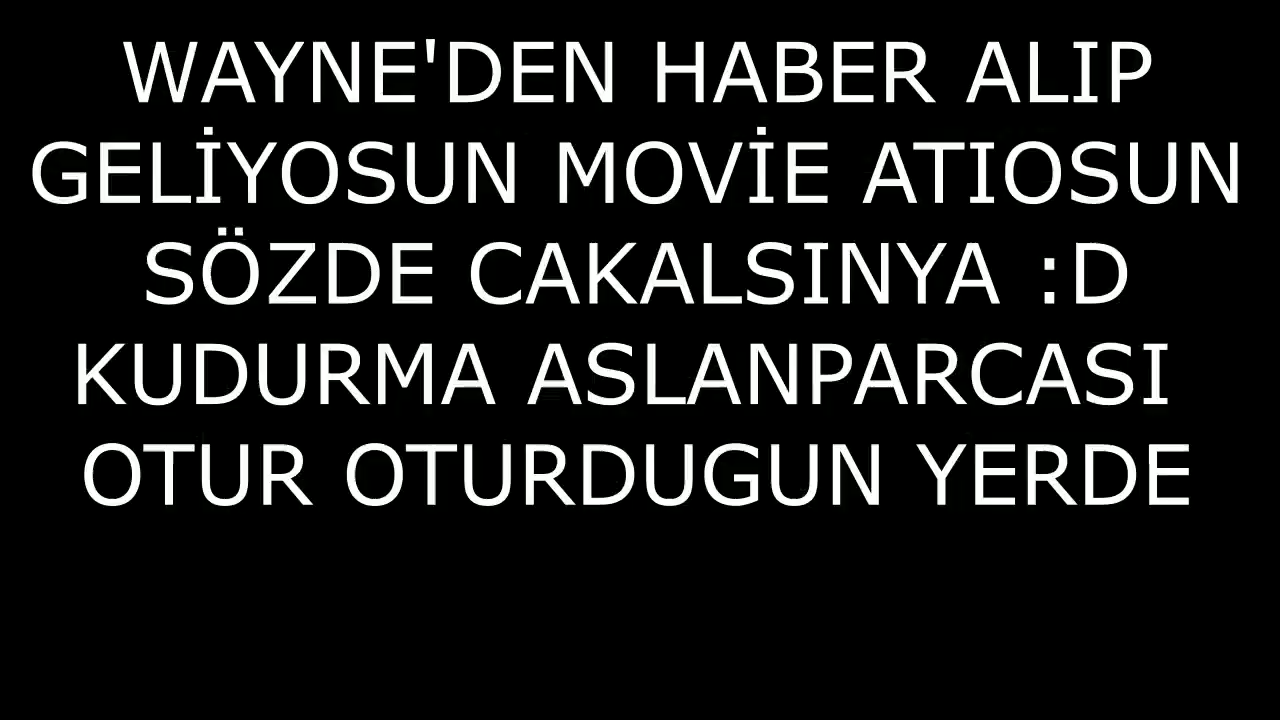 WAYNE'DEN HABER ALIP
GELİYOSUN MOVİE ATIOSUN
SÖZDE CAKALSINYA :D
KUDURMA ASLANPARCASI
OTUR OTURDUGUN YERDE